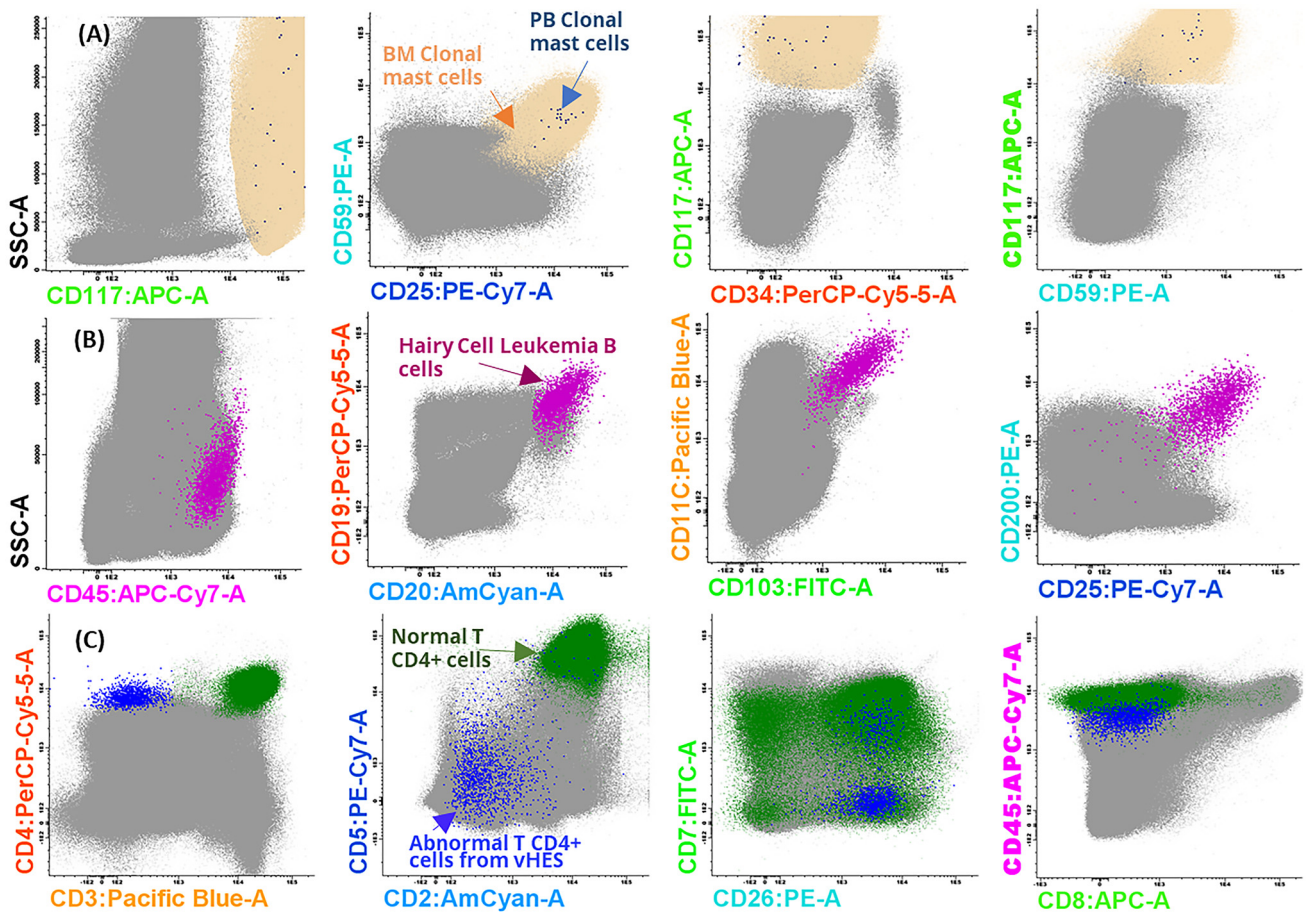 (A)
SSC-A
CD117:APC-A
BM Clonal
mast cells
PB Clonal
mast cells
CD59:PE-A
CD25:PE-Cy7-A
CD117:APC-A
CD34:PerCP-Cy5-5-A
CD117:APC-A
CD59:PE-A
(B)
SSC-A
CD45:APC-Cy7-A
Hairy Cell Leukemia B
cells
CD19:PerCP-Cy5-5-A
CD20:AmCyan-A
CD11C:Pacific Blue-A
CD103:FITC-A
CD200:PE-A
CD25:PE-Cy7-A
(C)
CD4:PerCP-Cy5-5-A
CD3:Pacific Blue-A
Normal T
CD4+ cells
CD5:PE-Cy7-A
Abnormal T CD4+
cells from vHES
CD2:AmCyan-A
CD7:FITC-A
CD26:PE-A
CD45:APC-Cy7-A
CD8:APC-A